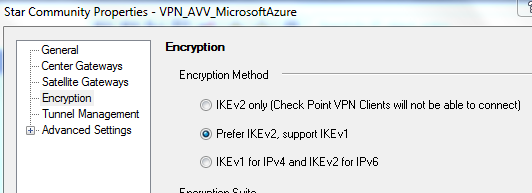 Star Community Properties - VPN_AVV_MicrosoftAzure
General
Center Gateways
Satellite Gateways
Encryption
Tunnel Management
Advanced Settings
Encryption
Encryption Method
IKEv2 only (Check Point VPN Clients will not be able to connect)
Prefer IKEv2, support IKEv1
IKEv1 for IPv4 and IKEv2 for IPv6
Encryption Suite